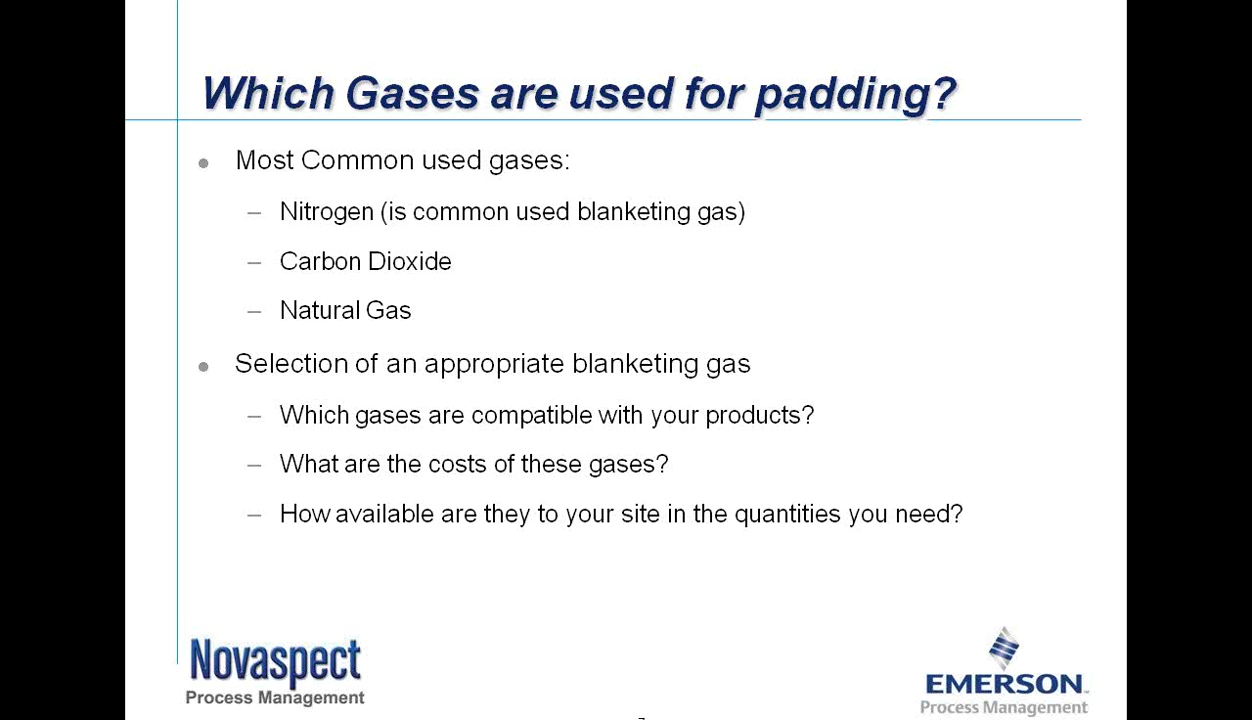 Which Gases are used for padding?
Most Common used gases:
– Nitrogen (is common used blanketing gas)
– Carbon Dioxide
– Natural Gas
Selection of an appropriate blanketing gas
– Which gases are compatible with your products?
– What are the costs of these gases?
– How available are they to your site in the quantities you need?
Novaspect
Process Management
EMERSON
Process Management